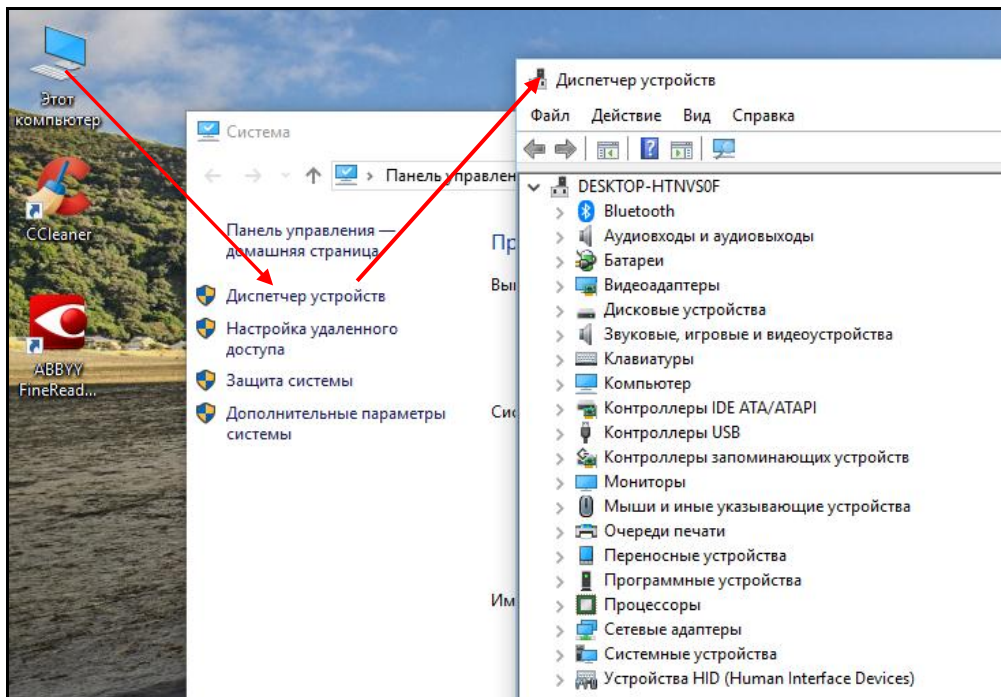 Этот
компьютер
CCleaner
ABBYY
FineRead...
Система
Панель управлен
Панель управления —
домашняя страница
Диспетчер устройств
Настройка удаленного
доступа
Защита системы
Дополнительные параметры
системы
Пр
Вы
Сис
Им
Диспетчер устройств
Файл Действие Вид Справка
DESKTOP-HTNVS0F
Bluetooth
Аудиовходы и аудиовыходы
Батареи
Видеоадаптеры
Дисковые устройства
Звуковые, игровые и видеоустройства
Клавиатуры
Компьютер
Контроллеры IDE ATA/ATAPI
Контроллеры USB
Контроллеры запоминающих устройств
Мониторы
Мыши и иные указывающие устройства
Очереди печати
Переносные устройства
Программные устройства
Процессоры
Сетевые адаптеры
Системные устройства
Устройства HID (Human Interface Devices)